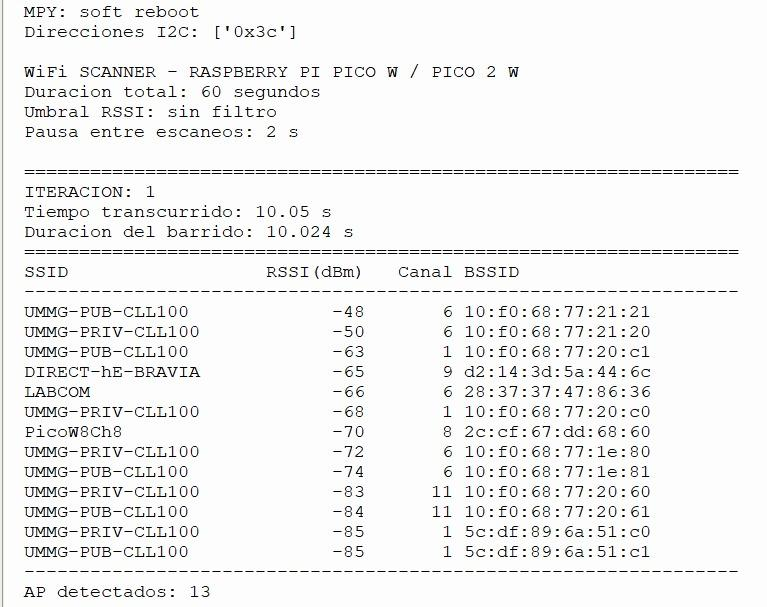 MPY: soft reboot
Direcciones I2C: ['0x3c']
WiFi SCANNER - RASPBERRY PI PICO W / PICO 2 W
Duracion total: 60 segundos
Umbral RSSI: sin filtro
Pausa entre escaneos: 2 s
=================================================================
ITERACION: 1
Tiempo transcurrido: 10.05 s
Duracion del barrido: 10.024 s
=================================================================
SSID                  RSSI(dBm)   Canal BSSID
-----------------------------------------------------------------
UMMG-PUB-CLL100             -48       6 10:f0:68:77:21:21
UMMG-PRIV-CLL100            -50       6 10:f0:68:77:21:20
UMMG-PUB-CLL100             -63       1 10:f0:68:77:20:c1
DIRECT-hE-BRAVIA            -65       9 d2:14:3d:5a:44:6c
LABCOM                      -66       6 28:37:37:47:86:36
UMMG-PRIV-CLL100            -68       1 10:f0:68:77:20:c0
PicoW8Ch8                   -70       8 2c:cf:67:dd:68:60
UMMG-PRIV-CLL100            -72       6 10:f0:68:77:1e:80
UMMG-PUB-CLL100             -74       6 10:f0:68:77:1e:81
UMMG-PRIV-CLL100            -83      11 10:f0:68:77:20:60
UMMG-PUB-CLL100             -84      11 10:f0:68:77:20:61
UMMG-PRIV-CLL100            -85       1 5c:df:89:6a:51:c0
UMMG-PUB-CLL100             -85       1 5c:df:89:6a:51:c1
-----------------------------------------------------------------
AP detectados: 13